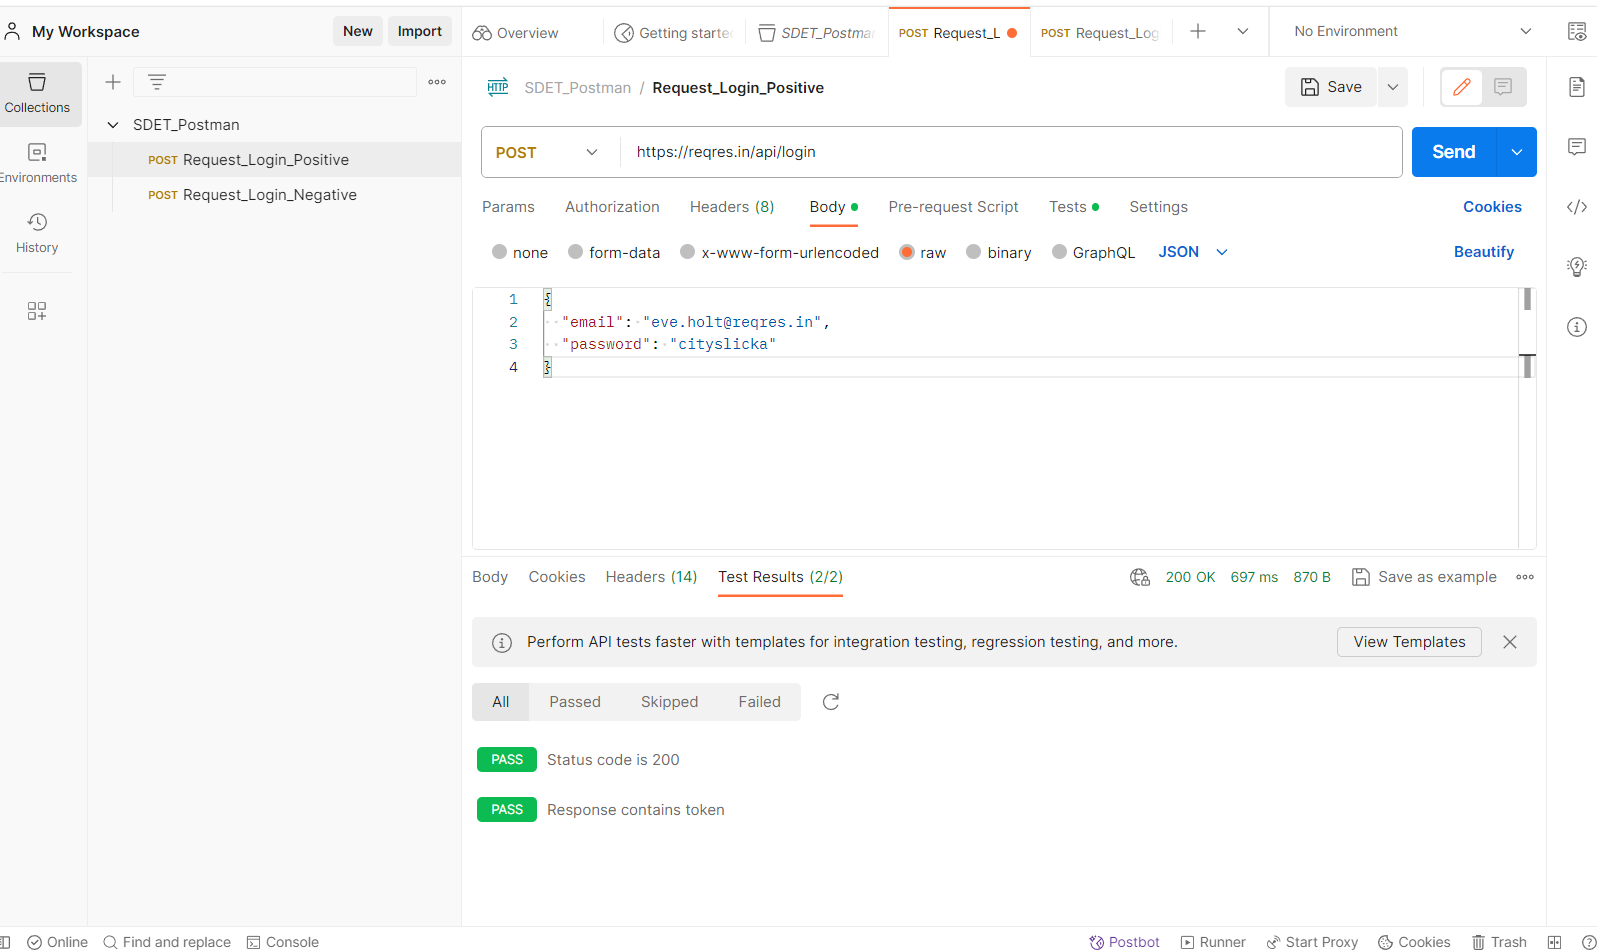 My Workspace
New
Import
Overview
Getting starte
SDET_Postma
POST Request_L
POST Request_Log
No Environment
Collections
Environments
History
SDET_Postman
POST Request_Login_Positive
POST Request_Login_Negative
HTTP
SDET_Postman / Request_Login_Positive
Save
POST
https://reqres.in/api/login
Send
Params
Authorization
Headers (8)
Body
Pre-request Script
Tests
Settings
Cookies
none
form-data
x-www-form-urlencoded
raw
binary
GraphQL
JSON
Beautify
1 {
2 "email": "eve.holt@reqres.in",
3 "password": "cityslicka"
4 }
Body
Cookies
Headers (14)
Test Results (2/2)
200 OK
697 ms
870 B
Save as example
Perform API tests faster with templates for integration testing, regression testing, and more.
View Templates
All
Passed
Skipped
Failed
PASS Status code is 200
PASS Response contains token
Online
Find and replace
Console
Postbot
Runner
Start Proxy
Cookies
Trash